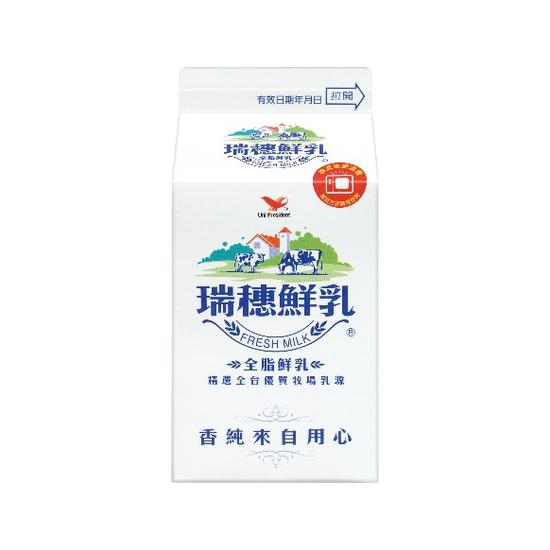 有效日期年月日
拉開
瑞穗鮮乳
全脂鮮乳
FRESH MILK
®
Uni President
瑞穗鮮乳
FRESH MILK
®
全脂鮮乳
精選全台優質牧場乳源
香純來自用心